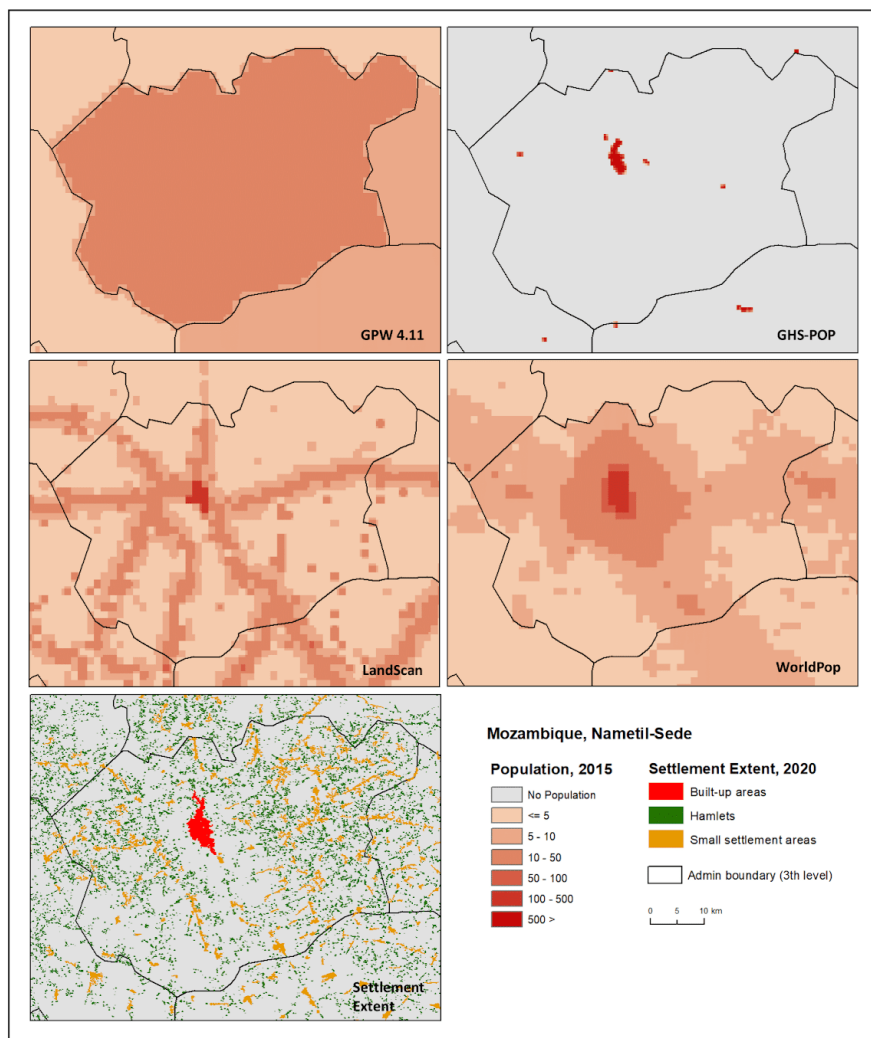 GPW 4.11
GHS-POP
LandScan
WorldPop
Settlement
Extent
Mozambique, Nametil-Sede
Population, 2015
No Population
<= 5
5 - 10
10 - 50
50 - 100
100 - 500
500 >
Settlement Extent, 2020
Built-up areas
Hamlets
Small settlement areas
Admin boundary (3th level)
0 5 10 km